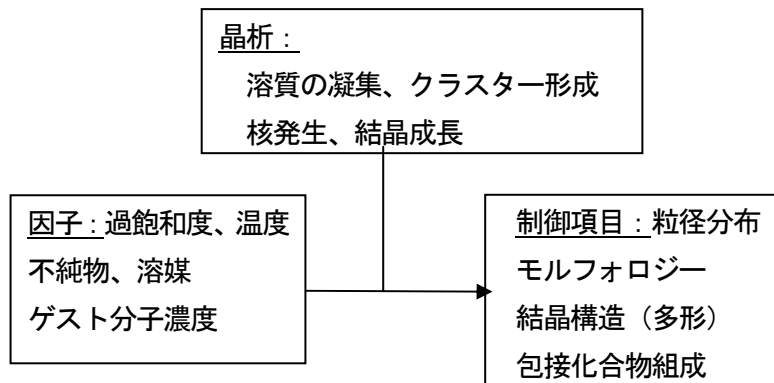 晶析：
溶質の凝集、クラスター形成
核発生、結晶成長
因子：過飽和度、温度
不純物、溶媒
ゲスト分子濃度
制御項目：粒径分布
モルフォロジー
結晶構造（多形）
包接化合物組成